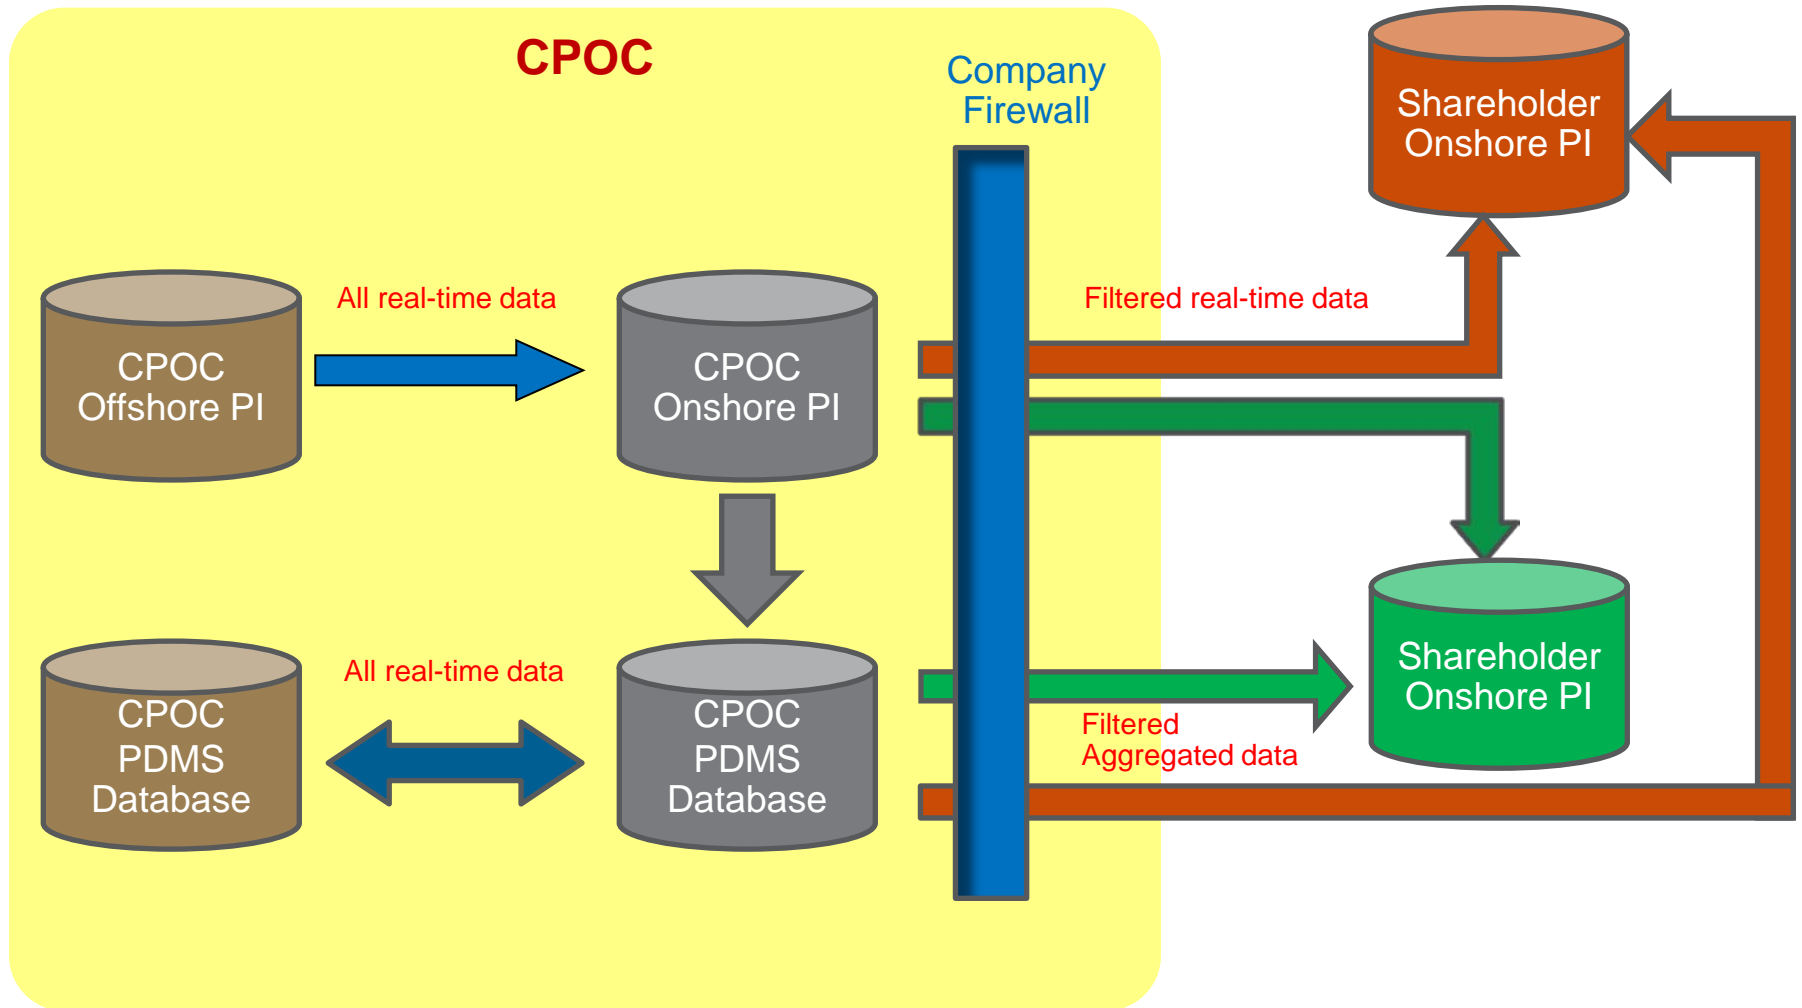 CPOC
Company
Firewall
Shareholder
Onshore PI
All real-time data
Filtered real-time data
CPOC
Offshore PI
CPOC
Onshore PI
All real-time data
CPOC
PDMS
Database
CPOC
PDMS
Database
Shareholder
Onshore PI
Filtered
Aggregated data